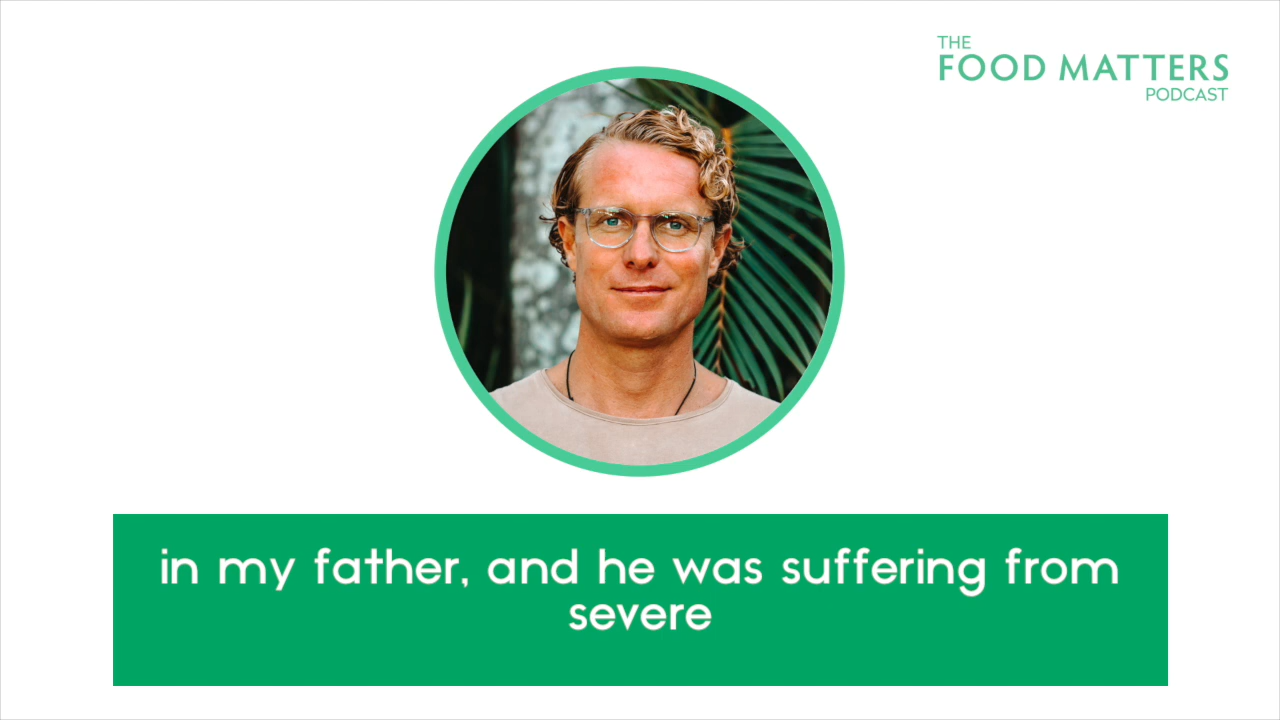 THE
FOOD MATTERS
PODCAST
in my father, and he was suffering from
severe